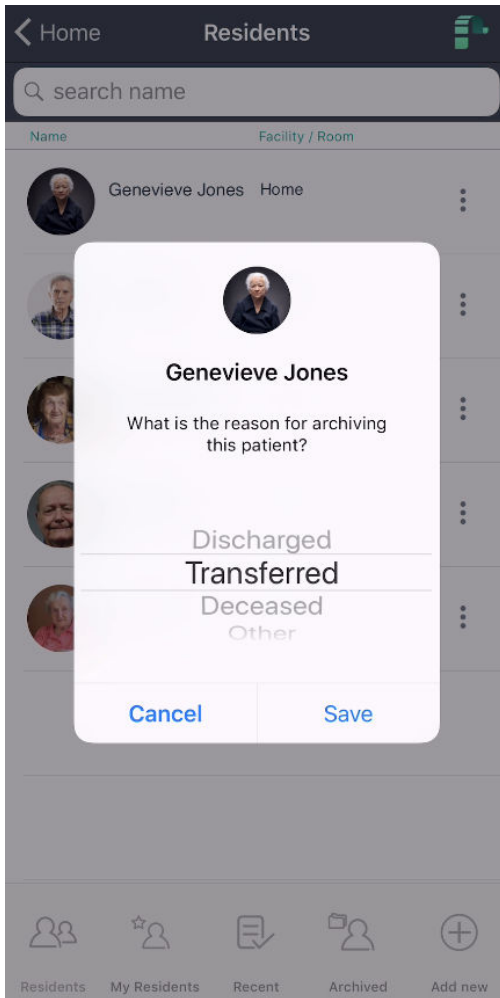 Home Residents
search name
Name Facility / Room
Genevieve Jones Home
Genevieve Jones
What is the reason for archiving
this patient?
Discharged
Transferred
Deceased
Other
Cancel Save
Residents My Residents Recent Archived Add new